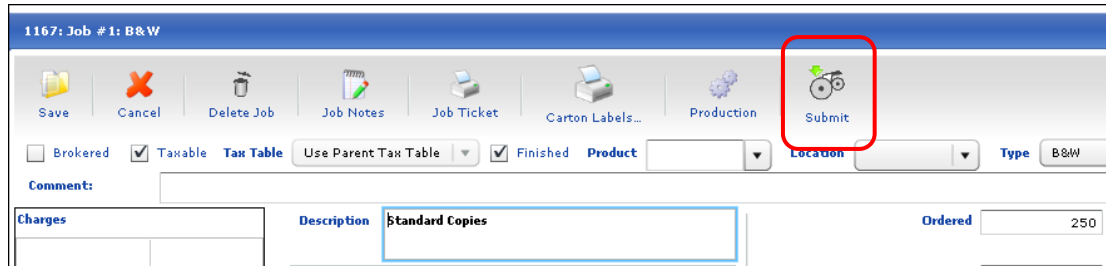 1167: Job #1: B&W
Save Cancel Delete Job Job Notes Job Ticket Carton Labels... Production Submit
Brokered Taxable Tax Table Use Parent Tax Table Finished Product Location Type B&W
Comment:
Charges Description Standard Copies Ordered 250